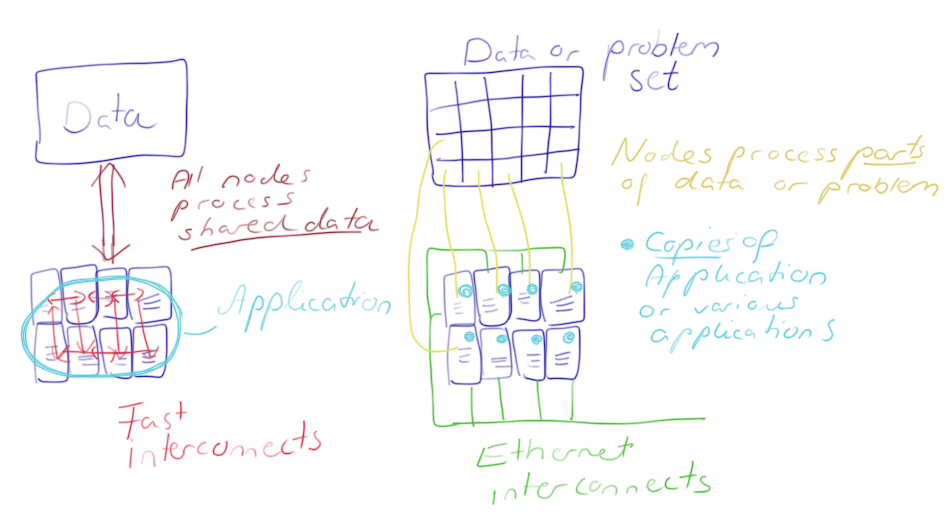 Data
All nodes
process
shared data
Application
Fast
interconnects
Data or problem
set
Nodes process parts
of data or problem
Copies of
Application
or various
applications
Ethernet
interconnects